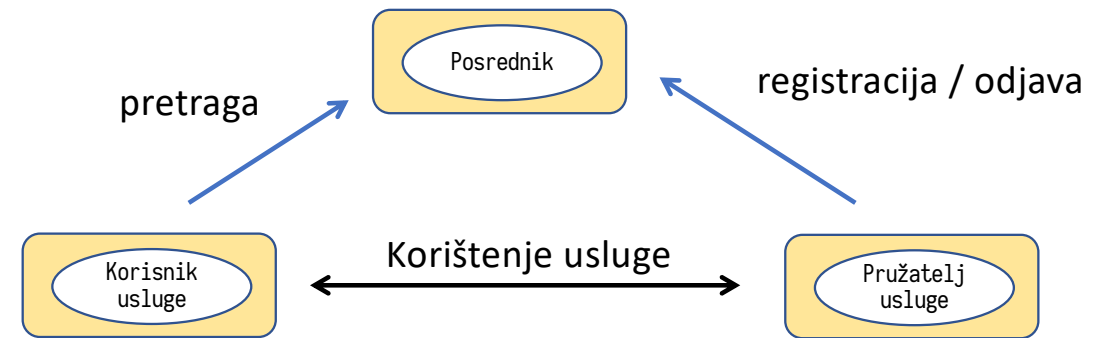 Posrednik
pretraga
registracija / odjava
Korisnik
usluge
Korištenje usluge
Pružatelj
usluge